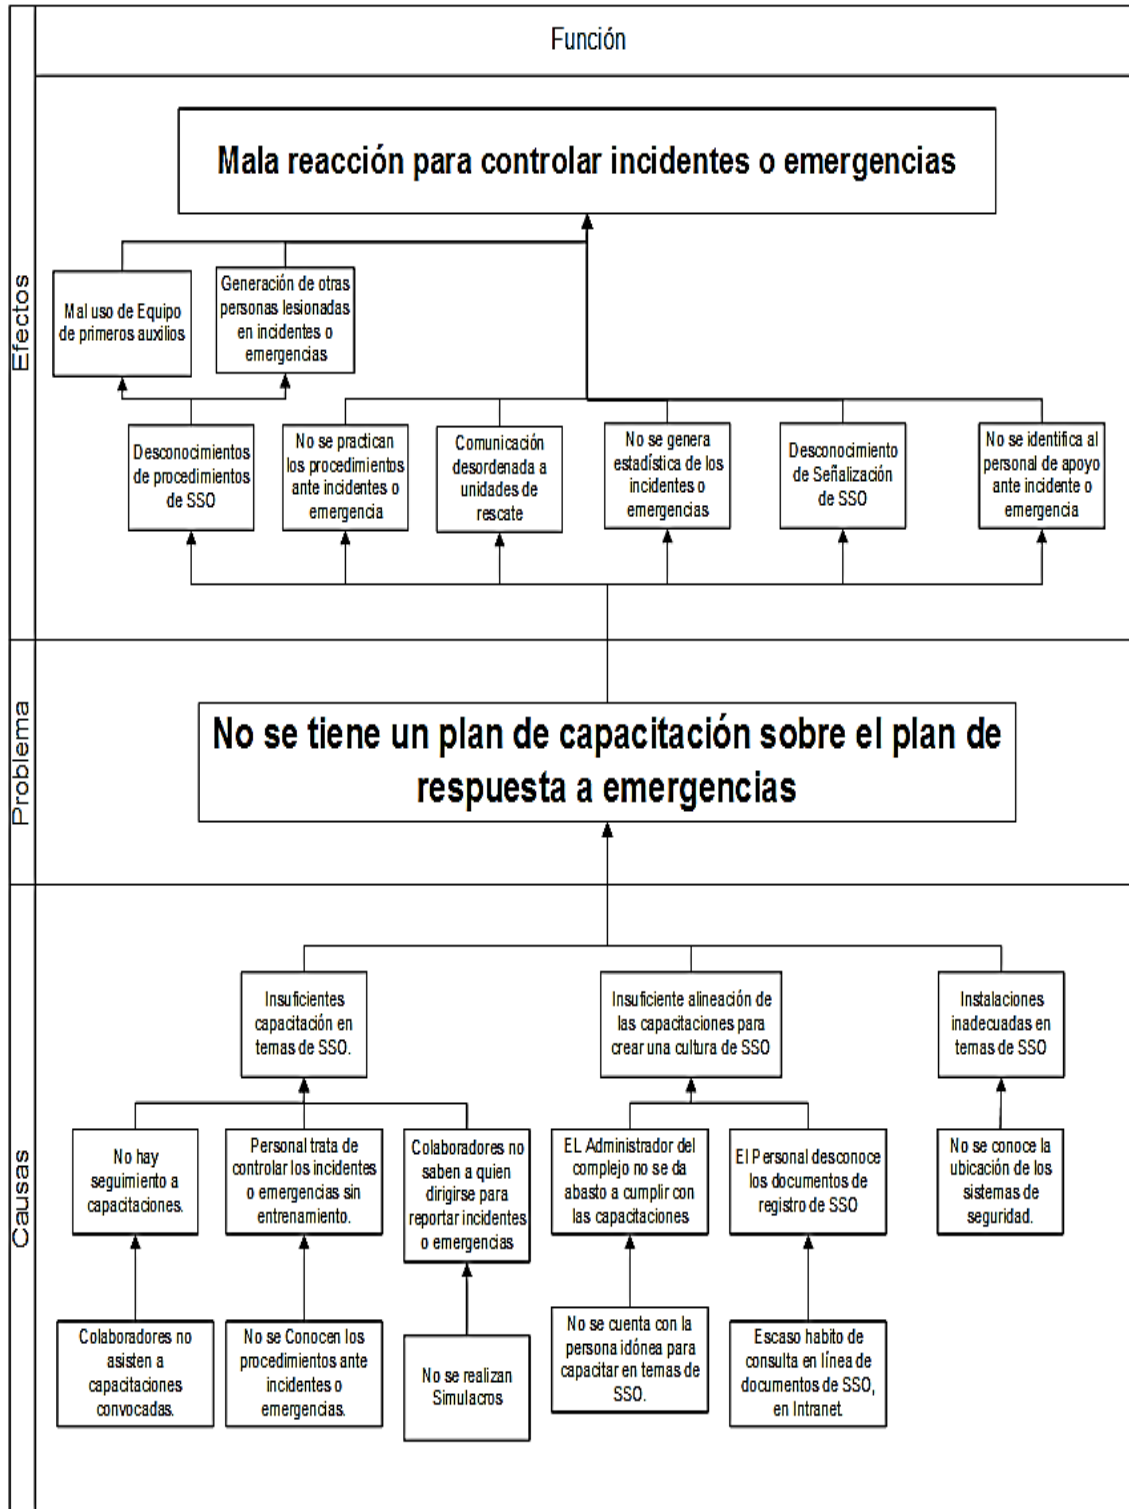 Función
Efectos
Mala reacción para controlar incidentes o emergencias
Mal uso de Equipo
de primeros auxilios
Generación de otras
personas lesionadas
en incidentes o
emergencias
Desconocimientos
de procedimientos
de SSO
No se practican
los procedimientos
ante incidentes o
emergencia
Comunicación
desordenada a
unidades de
rescate
No se genera
estadística de los
incidentes o
emergencias
Desconocimiento
de Señalización
de SSO
No se identifica al
personal de apoyo
ante incidente o
emergencia
Problema
No se tiene un plan de capacitación sobre el plan de
respuesta a emergencias
Causas
Insuficientes
capacitación en
temas de SSO.
Insuficiente alineación de
las capacitaciones para
crear una cultura de SSO
Instalaciones
inadecuadas en
temas de SSO
No hay
seguimiento a
capacitaciones.
Personal trata de
controlar los incidentes
o emergencias sin
entrenamiento.
Colaboradores no
saben a quien
dirigirse para
reportar incidentes
o emergencias
EL Administrador del
complejo no se da
abasto a cumplir con
las capacitaciones
El Personal desconoce
los documentos de
registro de SSO
No se conoce la
ubicación de los
sistemas de
seguridad.
Colaboradores no
asisten a
capacitaciones
convocadas.
No se Conocen los
procedimientos ante
incidentes o
emergencias.
No se realizan
Simulacros
No se cuenta con la
persona idónea para
capacitar en temas de
SSO.
Escaso habito de
consulta en línea de
documentos de SSO,
en Intranet.